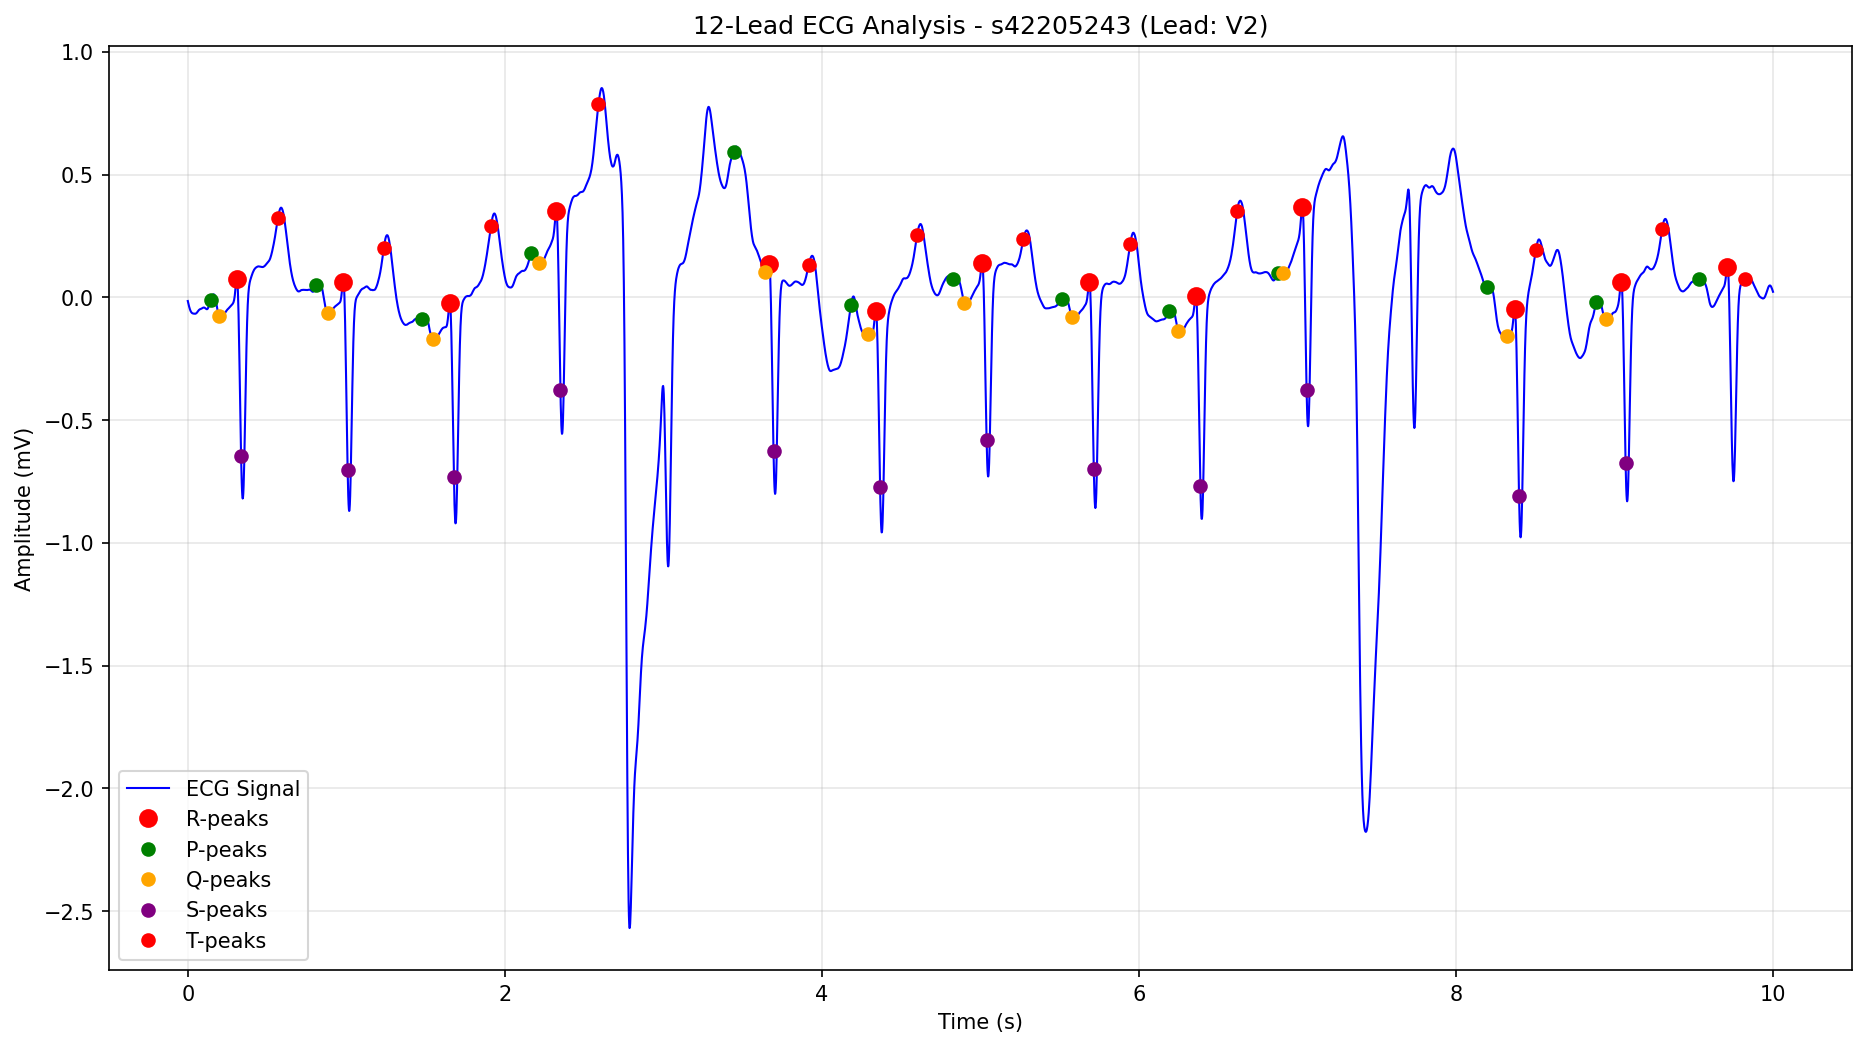 12-Lead ECG Analysis - s42205243 (Lead: V2)
1.0
0.5
0.0
−0.5
−1.0
−1.5
−2.0
−2.5
Amplitude (mV)
ECG Signal
R-peaks
P-peaks
Q-peaks
S-peaks
T-peaks
0 2 4 6 8 10
Time (s)